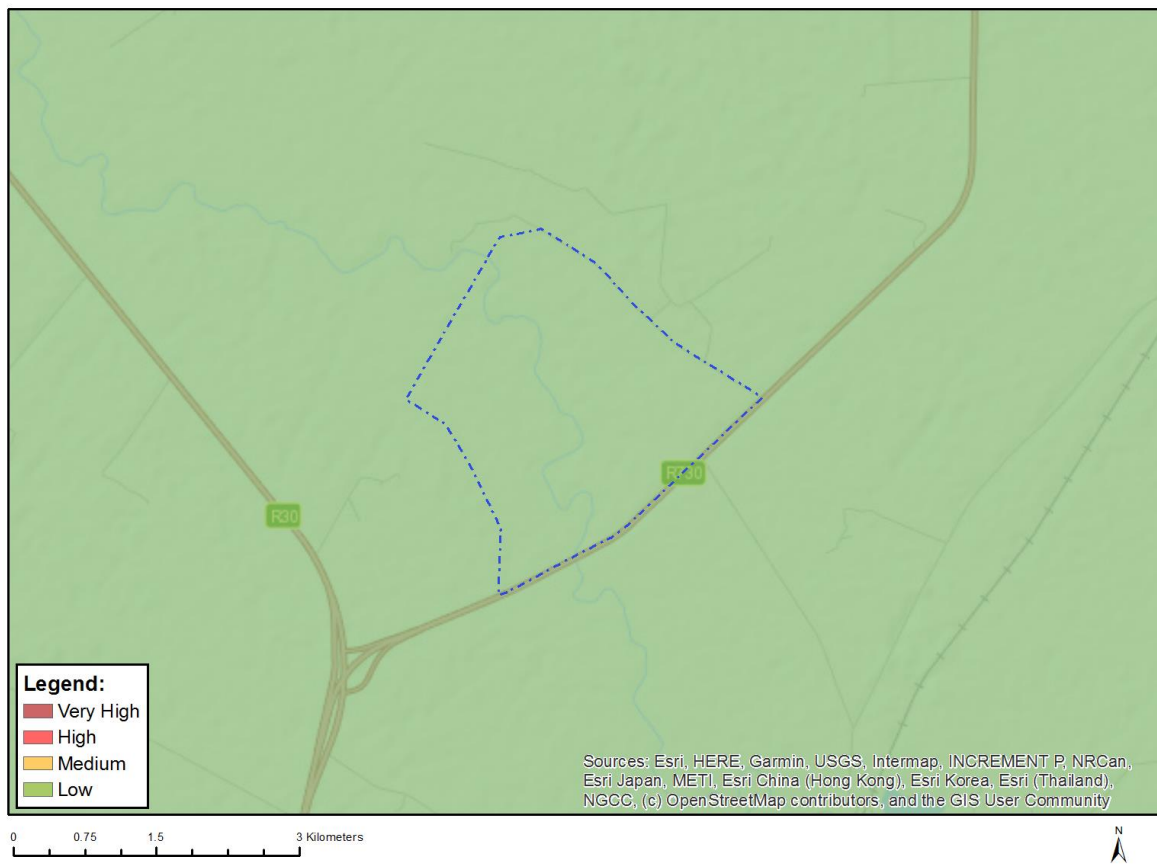 R730
R30
Legend:
Very High
High
Medium
Low
Sources: Esri, HERE, Garmin, USGS, Intermap, INCREMENT P, NRCan,
Esri Japan, METI, Esri China (Hong Kong), Esri Korea, Esri (Thailand),
NGCC, (c) OpenStreetMap contributors, and the GIS User Community
0 0.75 1.5 3 Kilometers
N